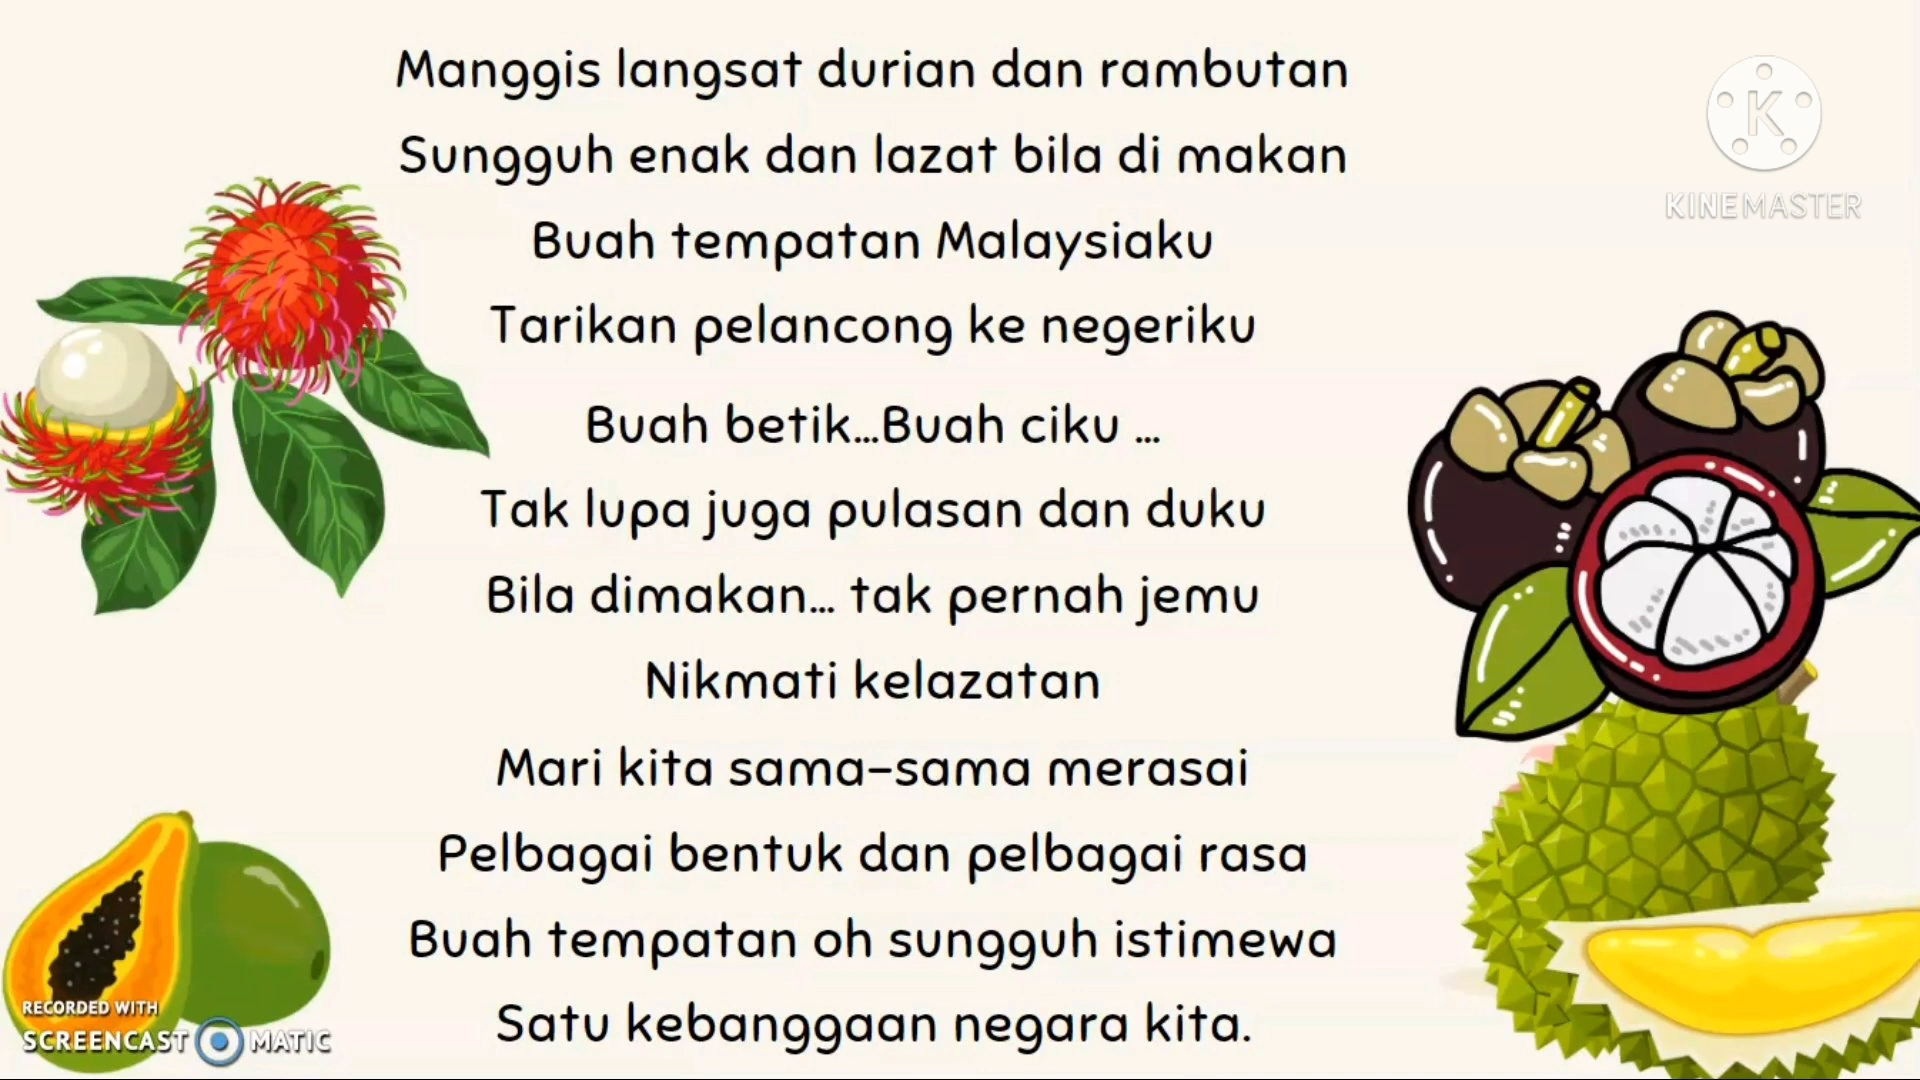 Manggis langsat durian dan rambutan
Sungguh enak dan lazat bila di makan
Buah tempatan Malaysiaku
Tarikan pelancong ke negeriku
Buah betik...Buah ciku ...
Tak lupa juga pulasan dan duku
Bila dimakan... tak pernah jemu
Nikmati kelazatan
Mari kita sama-sama merasai
Pelbagai bentuk dan pelbagai rasa
Buah tempatan oh sungguh istimewa
Satu kebanggaan negara kita.
K
KINEMASTER
RECORDED WITH
SCREENCAST MATIC